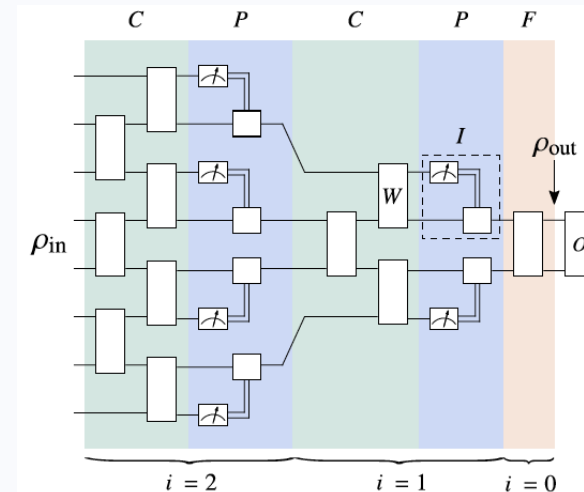 C P C P F
I
ρout
W
ρin
O
i = 2 i = 1 i = 0